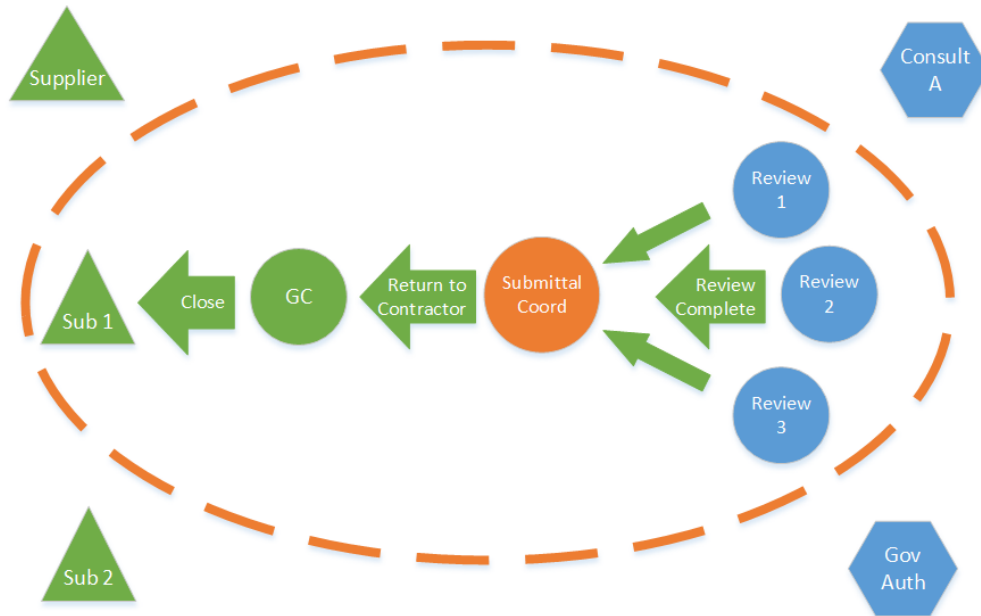 Supplier
Consult
A
Review
1
Sub 1
Close
GC
Return to
Contractor
Submittal
Coord
Review
Complete
Review
2
Review
3
Sub 2
Gov
Auth